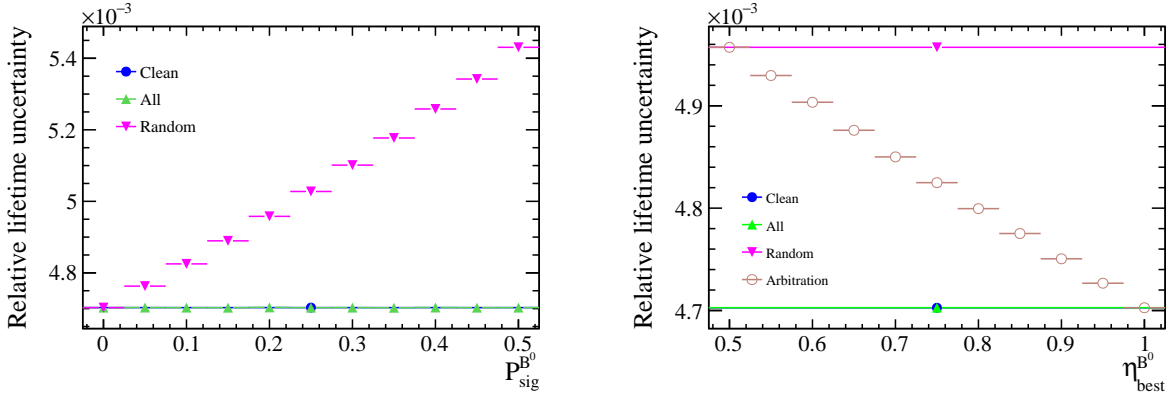 ×10⁻³
Relative lifetime uncertainty
5.4
5.2
5
4.8
Clean
All
Random
0 0.1 0.2 0.3 0.4 0.5
P_sig^B⁰
×10⁻³
Relative lifetime uncertainty
4.9
4.8
4.7
Clean
All
Random
Arbitration
0.5 0.6 0.7 0.8 0.9 1
η_best^B⁰